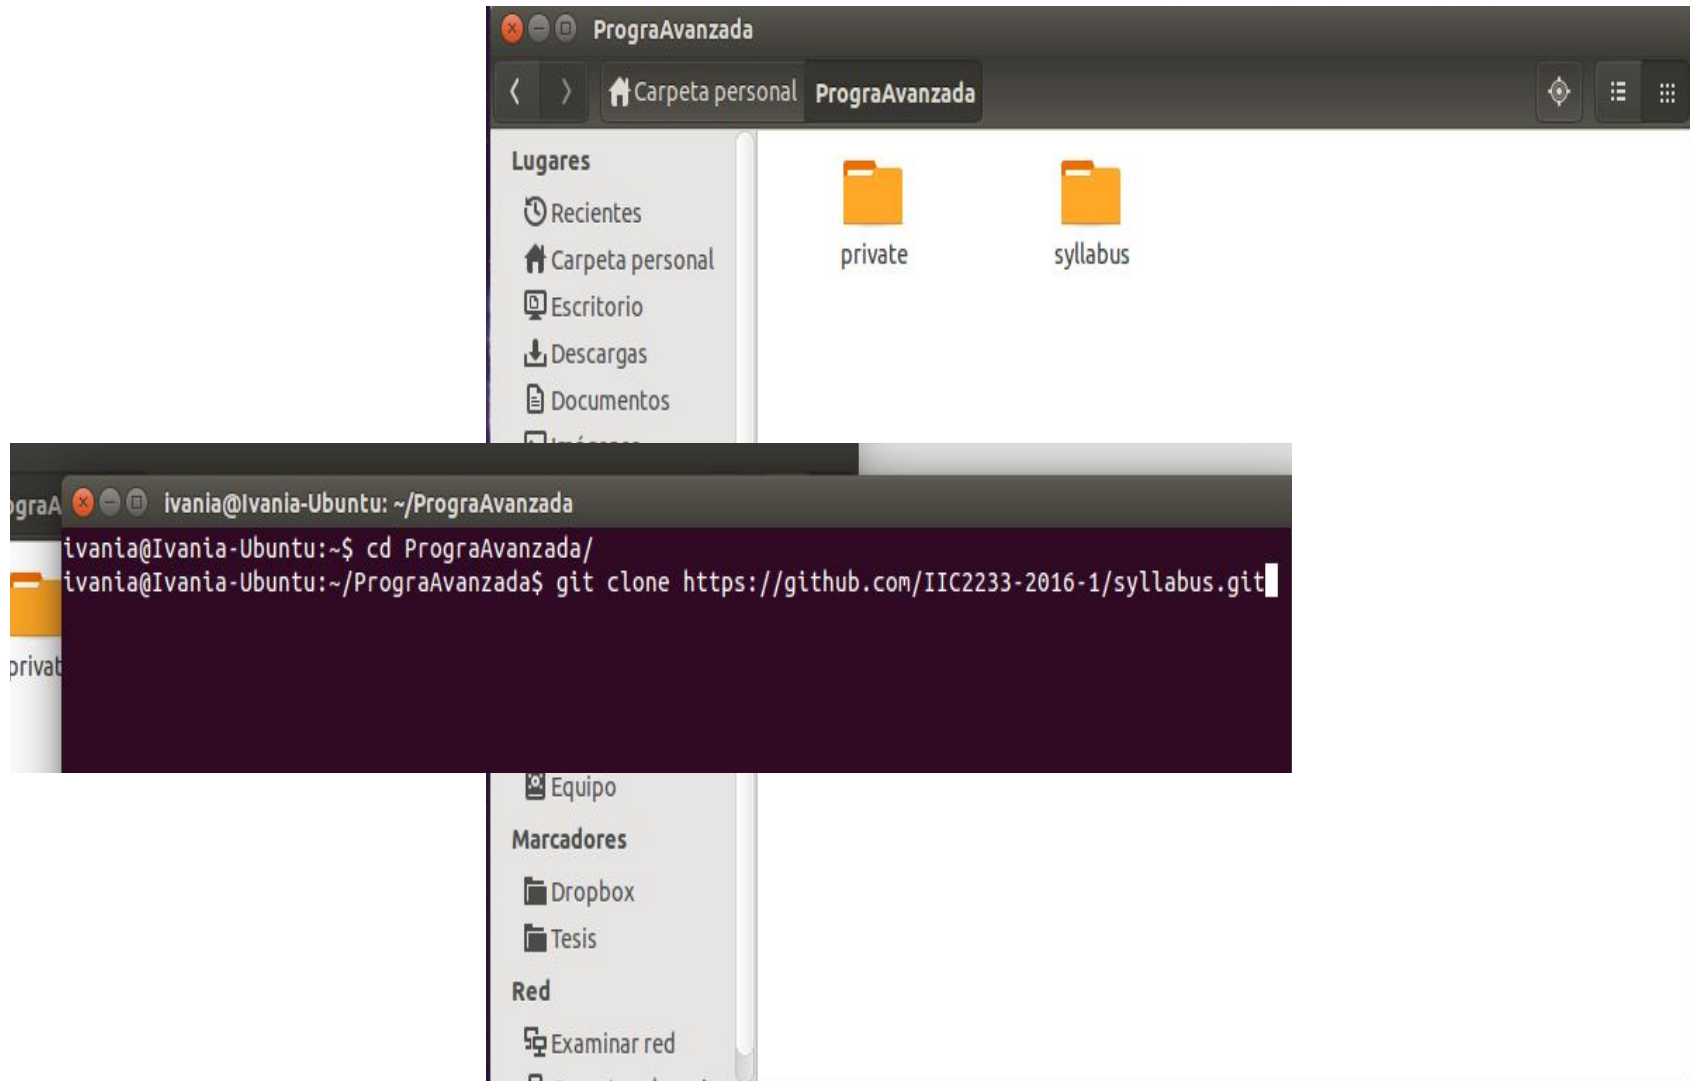 PrograAvanzada
Carpeta personal PrograAvanzada
Lugares
Recientes
Carpeta personal
Escritorio
Descargas
Documentos
private
syllabus
ivania@Ivania-Ubuntu: ~/PrograAvanzada
ivania@Ivania-Ubuntu:~$ cd PrograAvanzada/
ivania@Ivania-Ubuntu:~/PrograAvanzada$ git clone https://github.com/IIC2233-2016-1/syllabus.git
Equipo
Marcadores
Dropbox
Tesis
Red
Examinar red